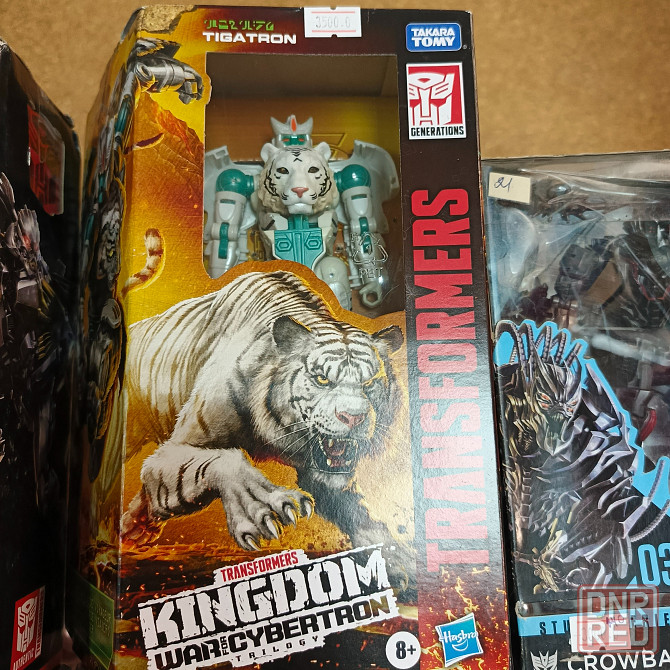 TIGATRON
3500.0
TAKARA
TOMY
GENERATIONS
TRANSFORMERS
21
TRANSFORMERS
KINGDOM
WAR FOR CYBERTRON
TRILOGY
8+
Hasbro
03
CROWBA
DNR
RED